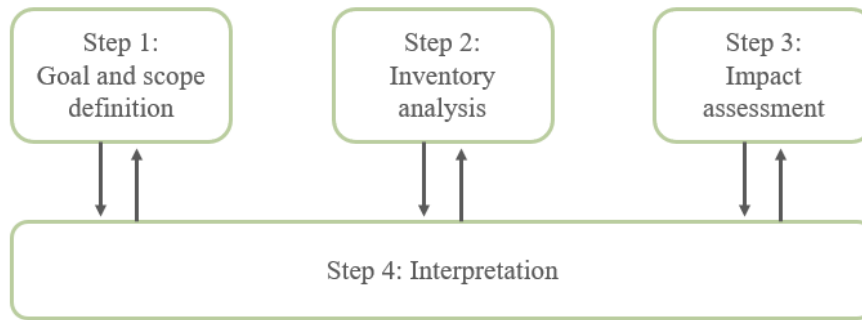 Step 1:
Goal and scope
definition
Step 2:
Inventory
analysis
Step 3:
Impact
assessment
Step 4: Interpretation